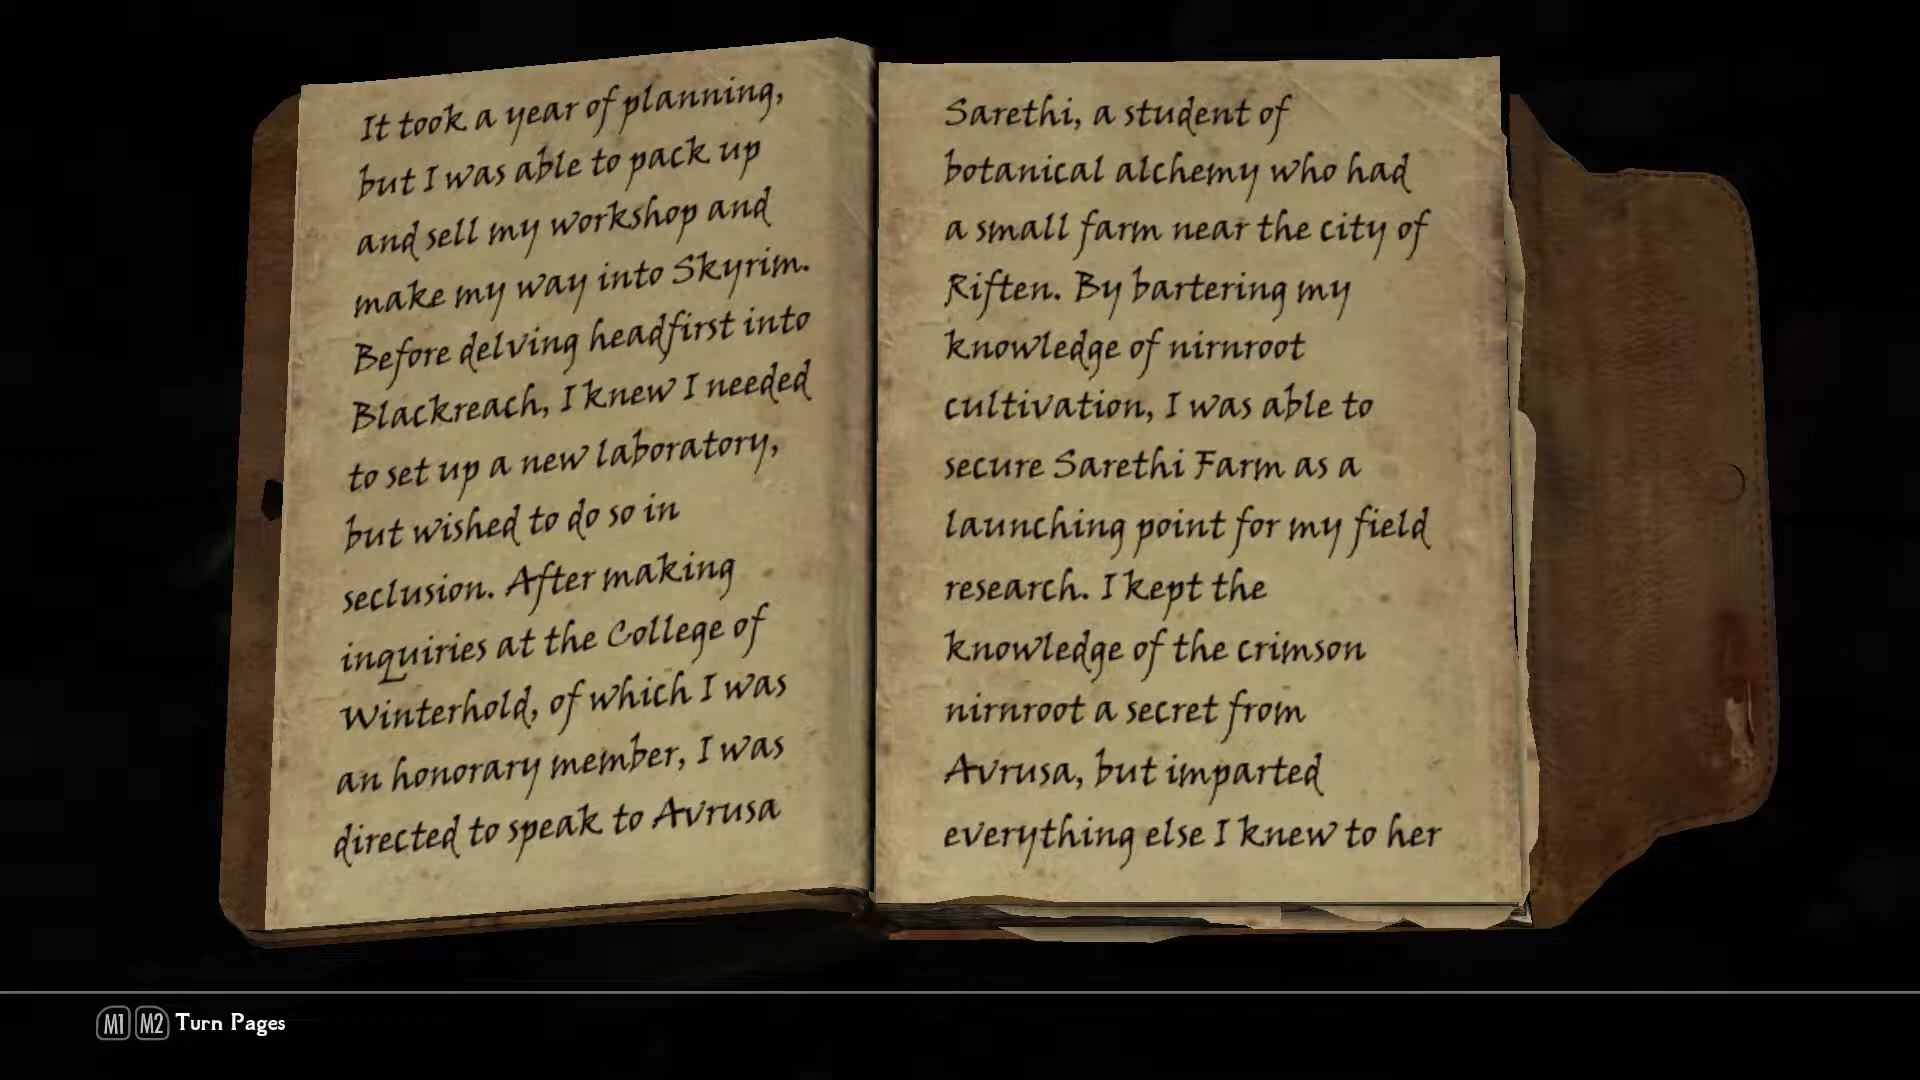 It took a year of planning,
but I was able to pack up
and sell my workshop and
make my way into Skyrim.
Before delving headfirst into
Blackreach, I knew I needed
to set up a new laboratory,
but wished to do so in
seclusion. After making
inquiries at the College of
Winterhold, of which I was
an honorary member, I was
directed to speak to Avrusa
Sarethi, a student of
botanical alchemy who had
a small farm near the city of
Riften. By bartering my
knowledge of nirnroot
cultivation, I was able to
secure Sarethi Farm as a
launching point for my field
research. I kept the
knowledge of the crimson
nirnroot a secret from
Avrusa, but imparted
everything else I knew to her
M1 M2 Turn Pages